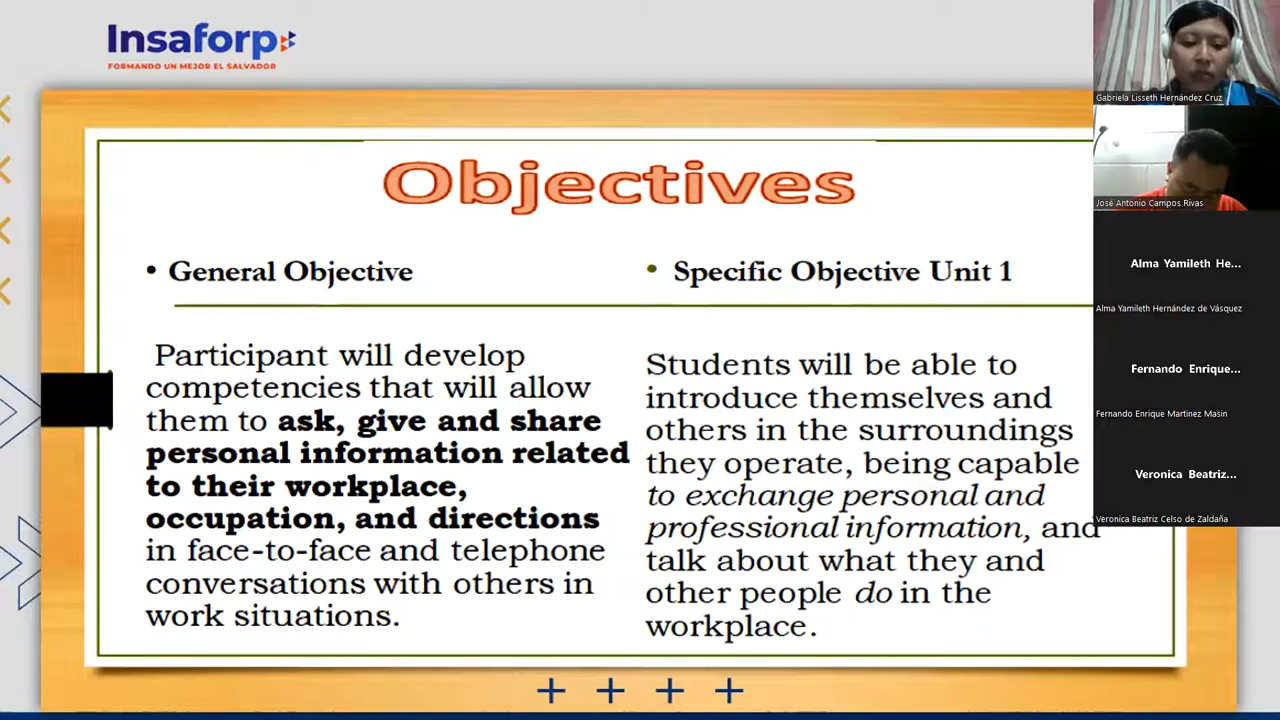 Insaforp
FORMANDO UN MEJOR EL SALVADOR
Objectives
• General Objective
Participant will develop
competencies that will allow
them to ask, give and share
personal information related
to their workplace,
occupation, and directions
in face-to-face and telephone
conversations with others in
work situations.
• Specific Objective Unit 1
Students will be able to
introduce themselves and
others in the surroundings
they operate, being capable
to exchange personal and
professional information, and
talk about what they and
other people do in the
workplace.
Gabriela Lisseth Hernández Cruz
José Antonio Campos Rivas
Alma Yamileth He...
Alma Yamileth Hernández de Vásquez
Fernando Enrique...
Fernando Enrique Martinez Masin
Veronica Beatriz...
Veronica Beatriz Celso de Zaldaña